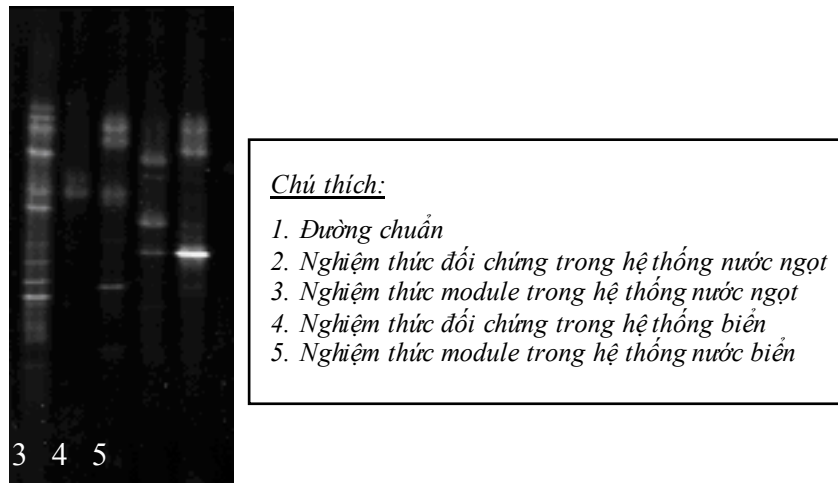 3 4 5
Chú thích:
1. Đường chuẩn
2. Nghiệm thức đối chứng trong hệ thống nước ngọt
3. Nghiệm thức module trong hệ thống nước ngọt
4. Nghiệm thức đối chứng trong hệ thống biển
5. Nghiệm thức module trong hệ thống nước biển